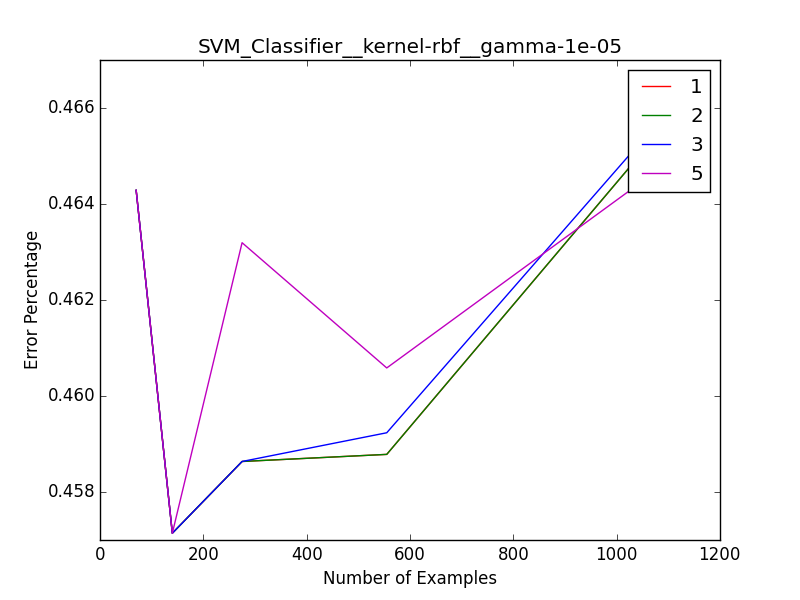 SVM_Classifier__kernel-rbf__gamma-1e-05
0.466
0.464
0.462
0.460
0.458
Error Percentage
1
2
3
5
0 200 400 600 800 1000 1200
Number of Examples